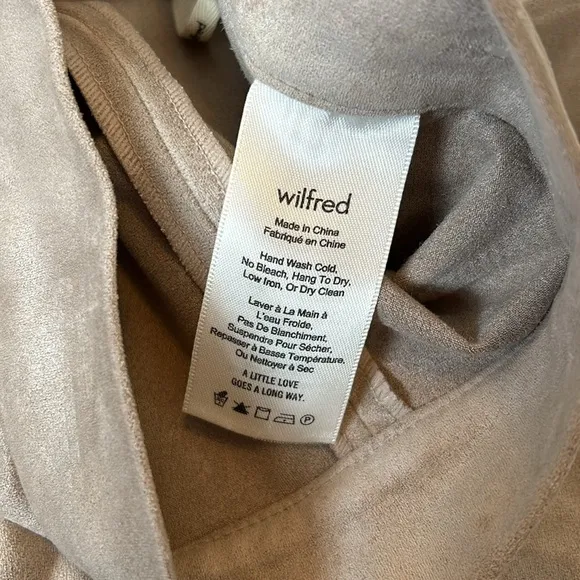 wilfred
Made in China
Fabriqué en Chine
Hand Wash Cold,
No Bleach, Hang To Dry,
Low Iron, Or Dry Clean
Laver à La Main à
L'eau Froide,
Pas De Blanchiment,
Suspendre Pour Sécher,
Repasser à Basse Température,
Ou Nettoyer à Sec
A LITTLE LOVE
GOES A LONG WAY.
P